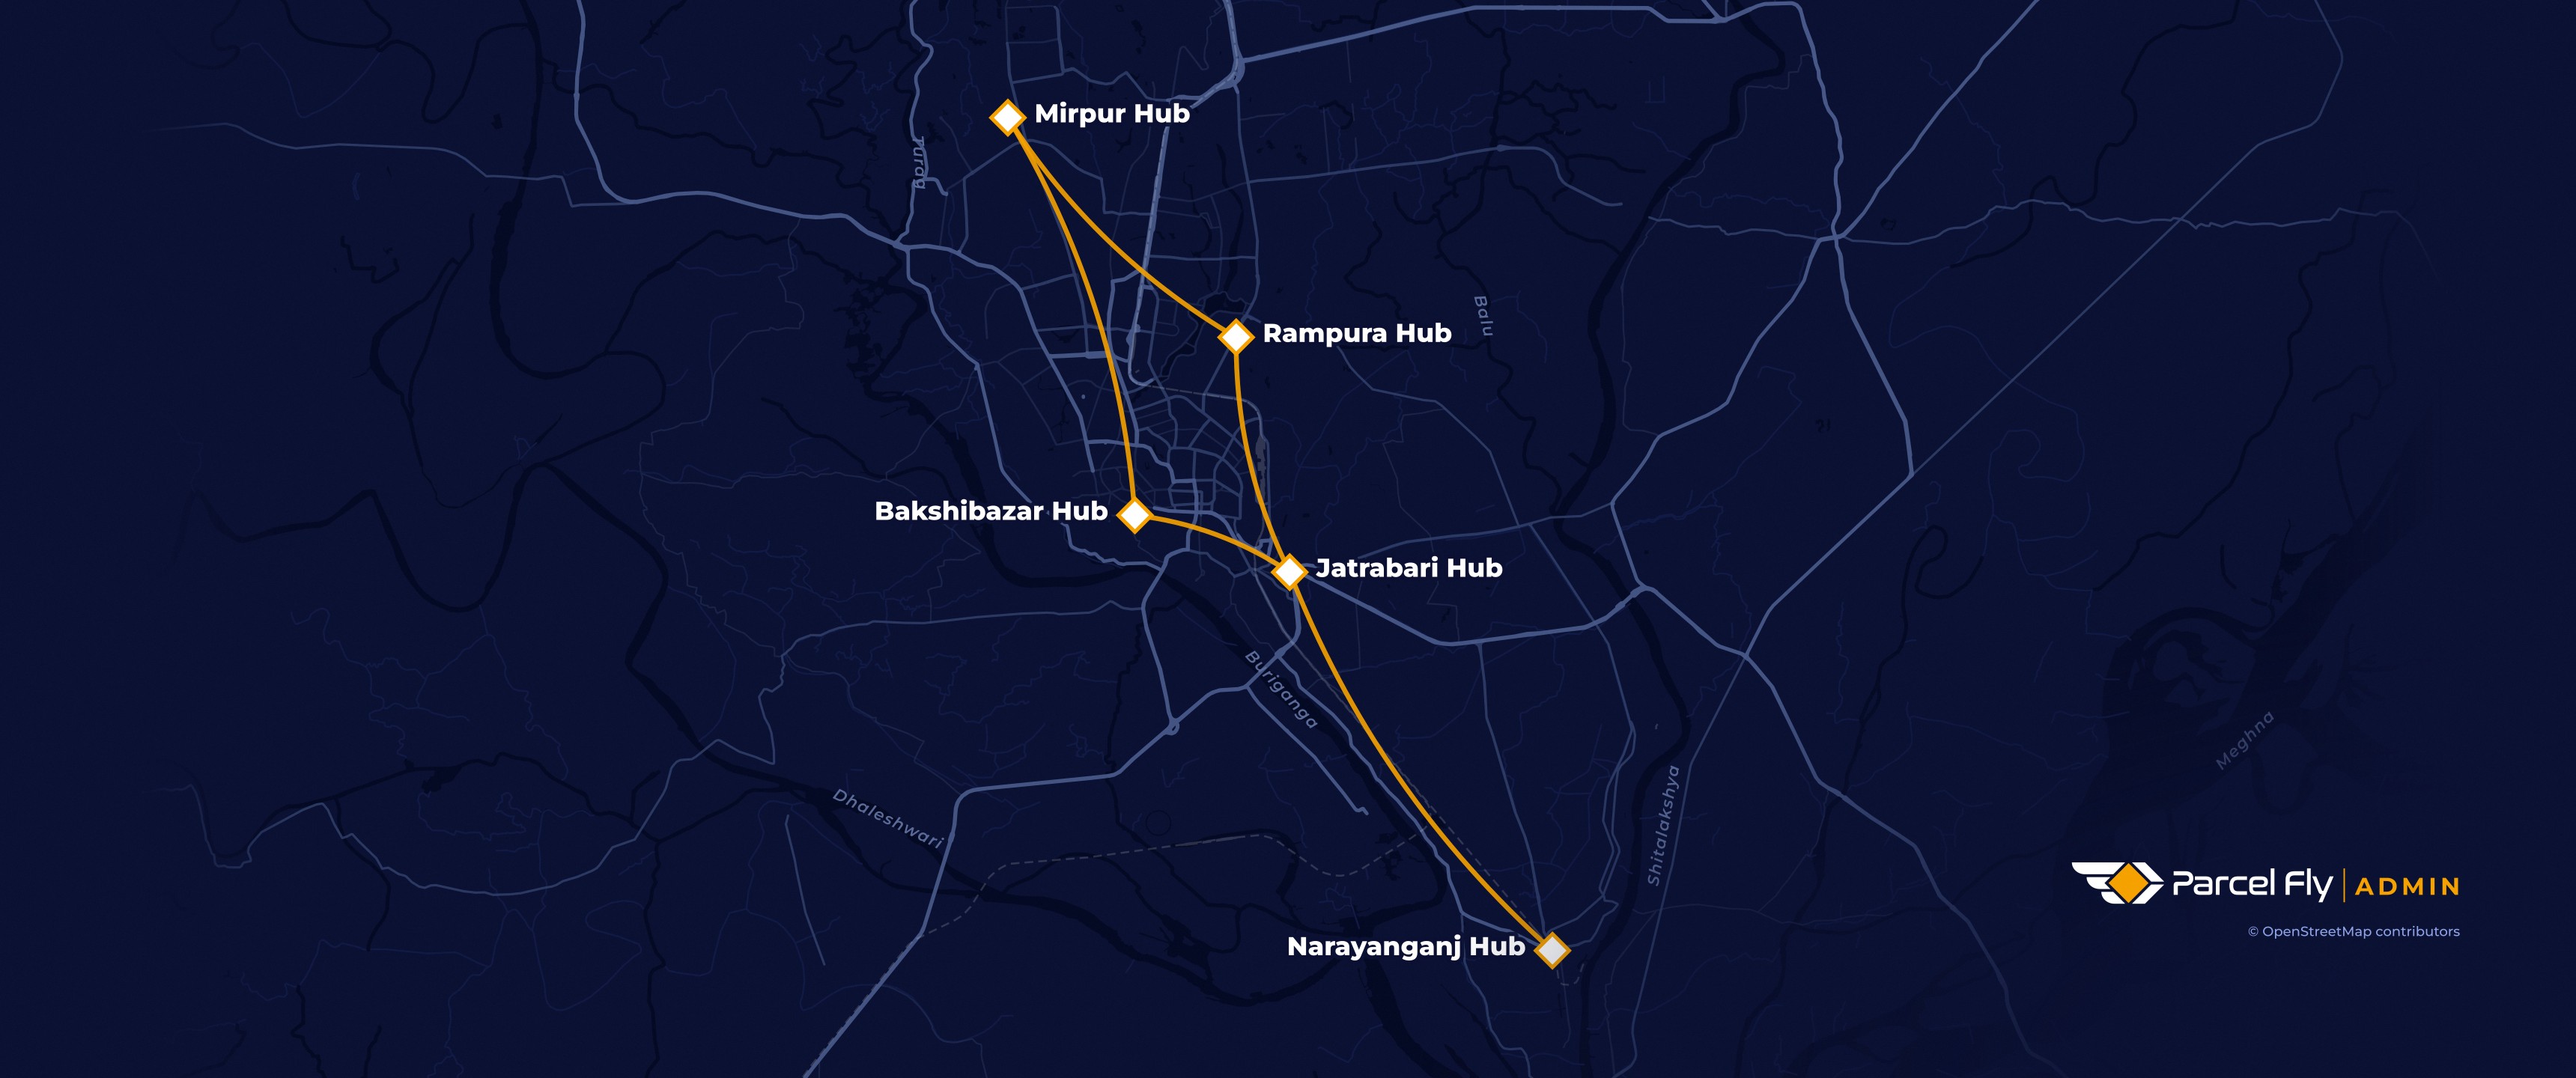 Mirpur Hub
Turag
Rampura Hub
Balu
Bakshibazar Hub
Jatrabari Hub
Buriganga
Meghna
Dhaleshwari
Shitalakshya
Parcel Fly | ADMIN
© OpenStreetMap contributors
Narayanganj Hub